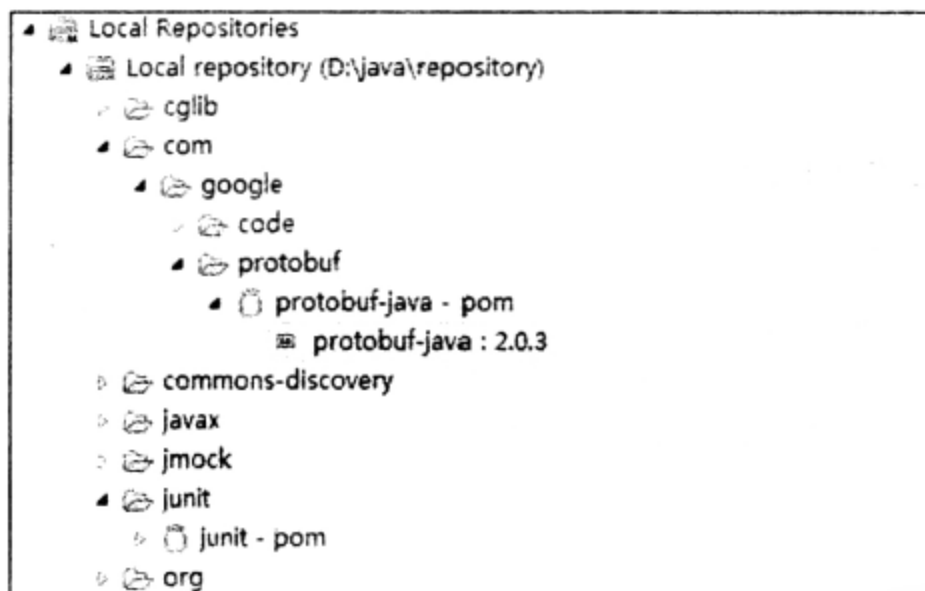 Local Repositories
Local repository (D:\java\repository)
cglib
com
google
code
protobuf
protobuf-java - pom
protobuf-java : 2.0.3
commons-discovery
javax
jmock
junit
junit - pom
org